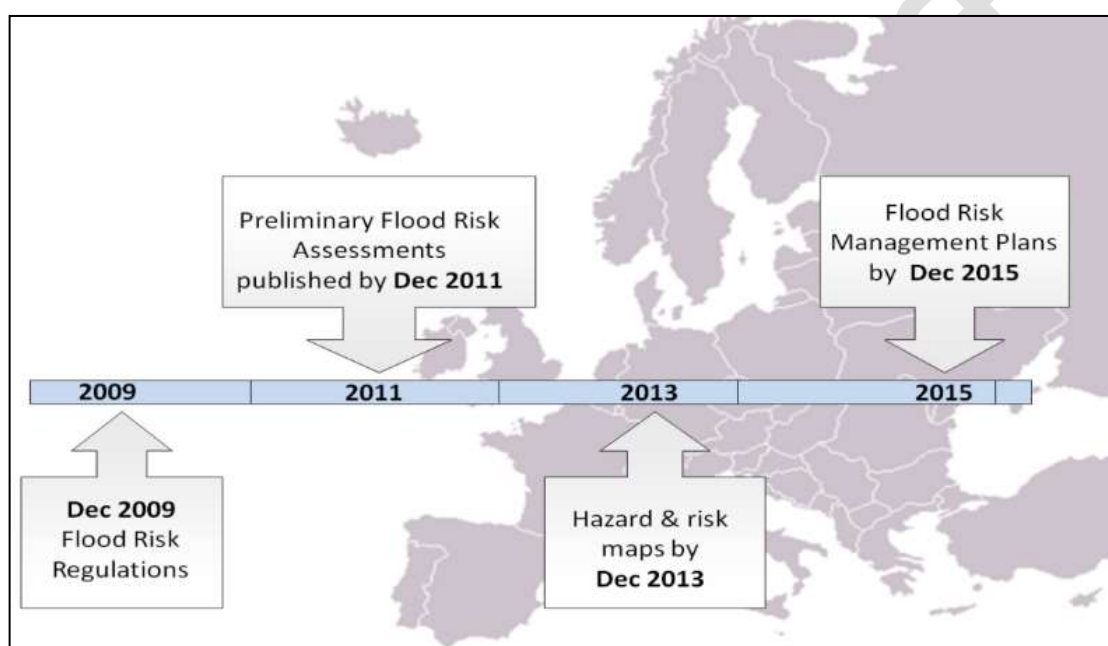 Preliminary Flood Risk
Assessments
published by Dec 2011
Flood Risk
Management Plans
by Dec 2015
2009 2011 2013 2015
Dec 2009
Flood Risk
Regulations
Hazard & risk
maps by
Dec 2013